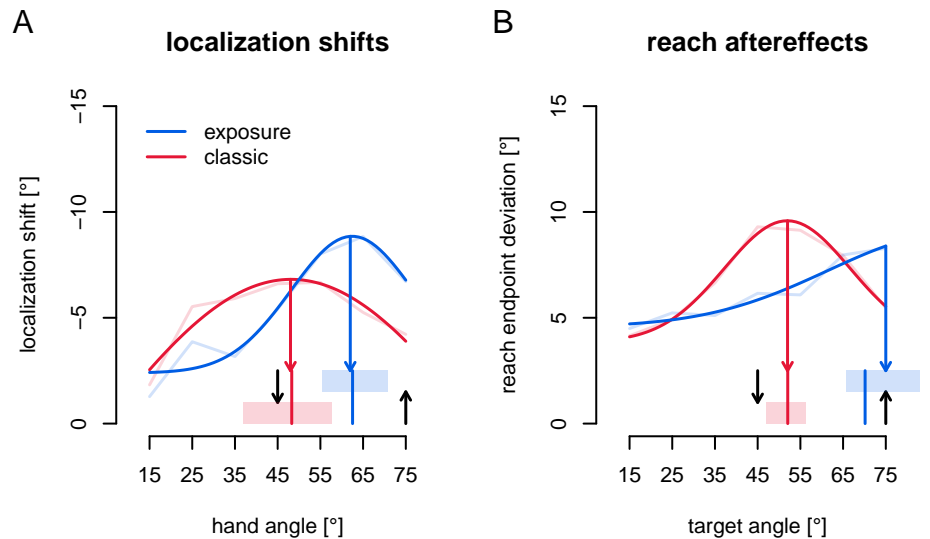 A
localization shifts
localization shift [°]
−15
−10
−5
0
exposure
classic
15 25 35 45 55 65 75
hand angle [°]
B
reach aftereffects
reach endpoint deviation [°]
15
10
5
0
15 25 35 45 55 65 75
target angle [°]